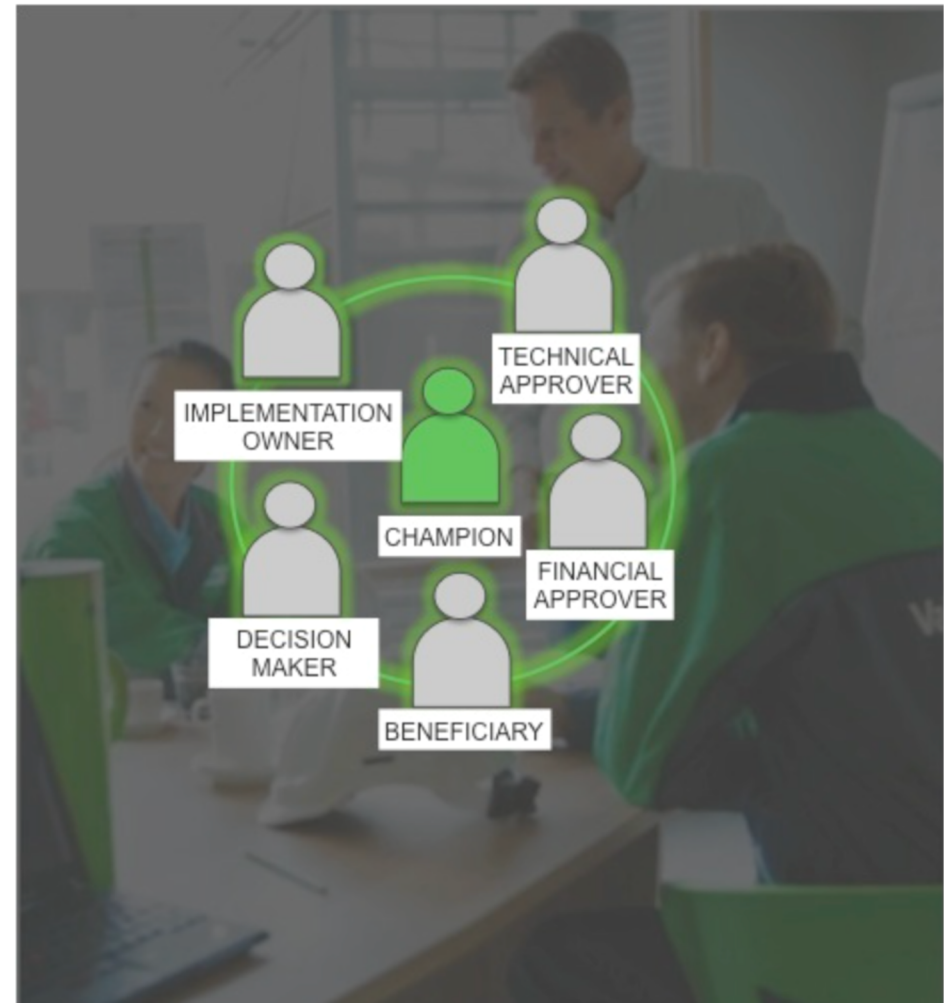 TECHNICAL
APPROVER
IMPLEMENTATION
OWNER
CHAMPION
FINANCIAL
APPROVER
DECISION
MAKER
BENEFICIARY